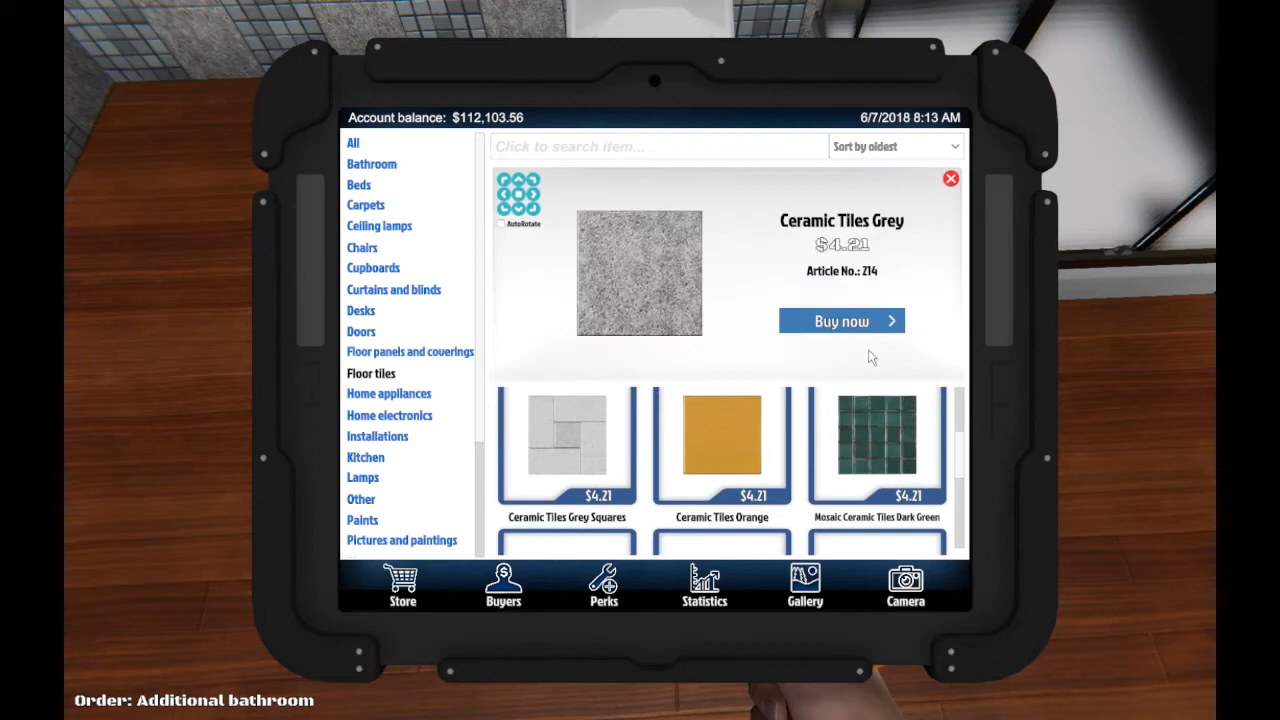 Account balance: $112,103.56
6/7/2018 8:13 AM
All
Bathroom
Beds
Carpets
Ceiling lamps
Chairs
Cupboards
Curtains and blinds
Desks
Doors
Floor panels and coverings
Floor tiles
Home appliances
Home electronics
Installations
Kitchen
Lamps
Other
Paints
Pictures and paintings
Click to search item...
Sort by oldest
AutoRotate
Ceramic Tiles Grey
$4.21
Article No.: Z14
Buy now
$4.21
$4.21
$4.21
Ceramic Tiles Grey Squares
Ceramic Tiles Orange
Mosaic Ceramic Tiles Dark Green
Store
Buyers
Perks
Statistics
Gallery
Camera
Order: Additional bathroom